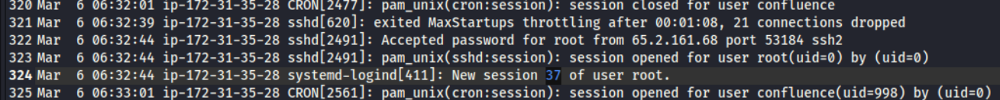 320 Mar  6 06:32:01 ip-172-31-35-28 CRON[2477]: pam_unix(cron:session): session closed for user confluence
321 Mar  6 06:32:39 ip-172-31-35-28 sshd[620]: exited MaxStartups throttling after 00:01:08, 21 connections dropped
322 Mar  6 06:32:44 ip-172-31-35-28 sshd[2491]: Accepted password for root from 65.2.161.68 port 53184 ssh2
323 Mar  6 06:32:44 ip-172-31-35-28 sshd[2491]: pam_unix(sshd:session): session opened for user root(uid=0) by (uid=0)
324 Mar  6 06:32:44 ip-172-31-35-28 systemd-logind[411]: New session 37 of user root.
325 Mar  6 06:33:01 ip-172-31-35-28 CRON[2561]: pam_unix(cron:session): session opened for user confluence(uid=998) by (uid=0)